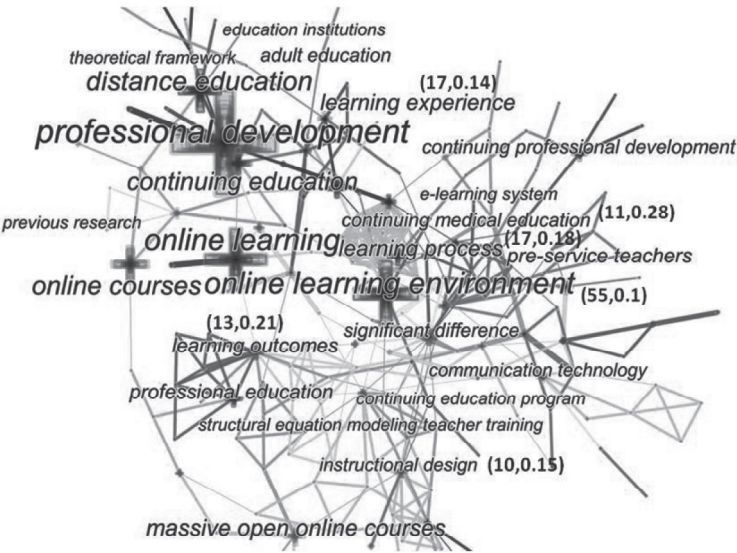 education institutions
theoretical framework
adult education
distance education
(17,0.14)
learning experience
professional development
continuing professional development
continuing education
e-learning system
previous research
continuing medical education
(11,0.28)
online learning
learning process
(17,0.18)
pre-service teachers
online courses
online learning environment
(55,0.1)
(13,0.21)
significant difference
learning outcomes
communication technology
professional education
continuing education program
structural equation modeling
teacher training
instructional design
(10,0.15)
massive open online courses